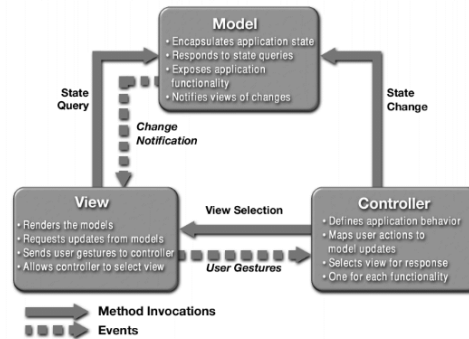 Model
• Encapsulates application state
• Responds to state queries
• Exposes application
functionality
• Notifies views of changes
State
Query
State
Change
Change
Notification
View
• Renders the models
• Requests updates from models
• Sends user gestures to controller
• Allows controller to select view
View Selection
User Gestures
Controller
• Defines application behavior
• Maps user actions to
model updates
• Selects view for response
• One for each functionality
Method Invocations
Events